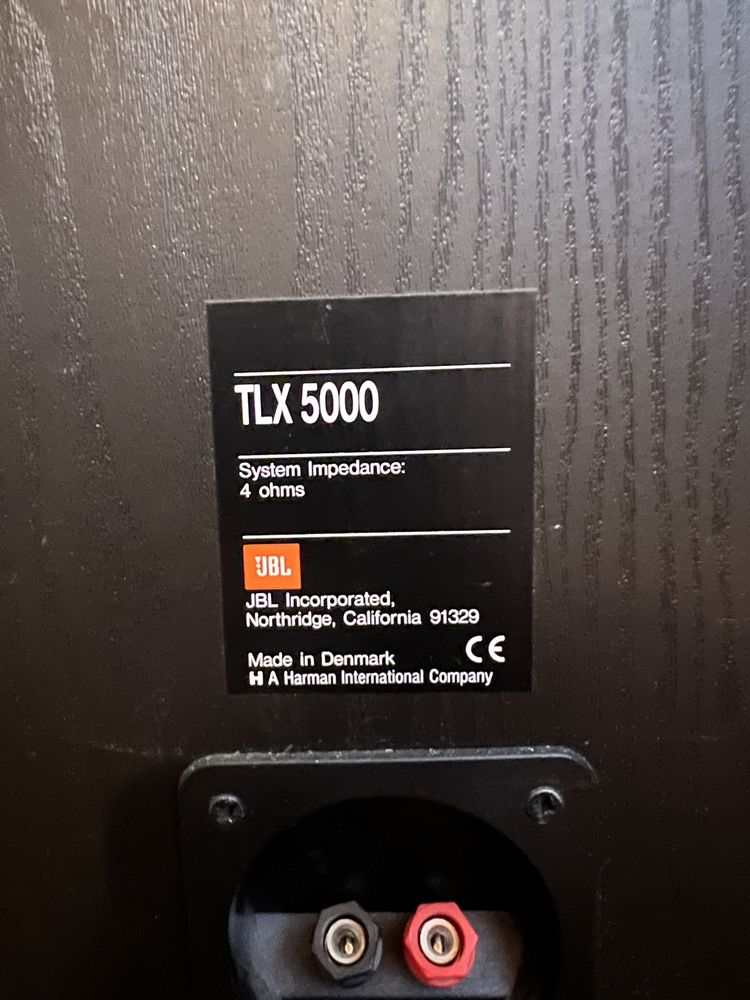 TLX 5000
System Impedance:
4 ohms
JBL
JBL Incorporated,
Northridge, California 91329
Made in Denmark
CE
H A Harman International Company